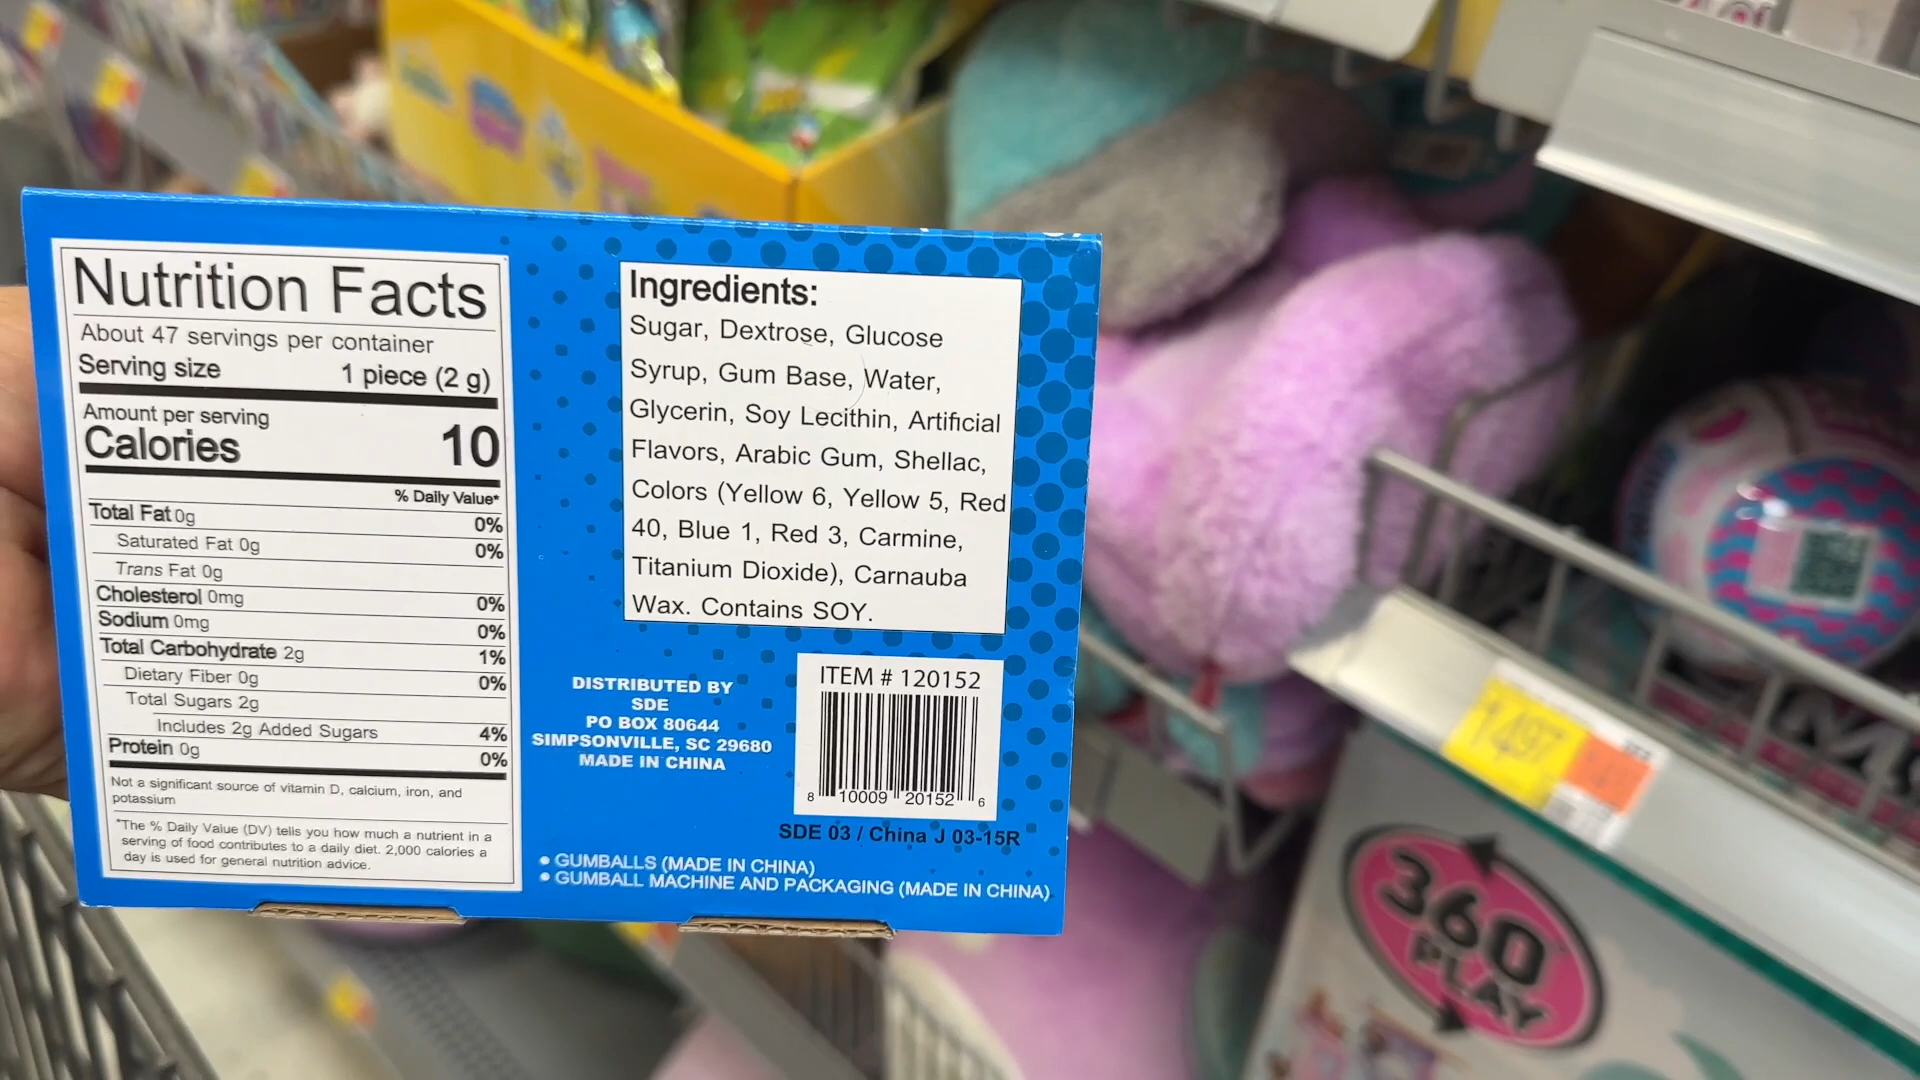 Nutrition Facts
About 47 servings per container
Serving size 1 piece (2 g)
Amount per serving
Calories 10
% Daily Value*
Total Fat 0g 0%
Saturated Fat 0g 0%
Trans Fat 0g
Cholesterol 0mg 0%
Sodium 0mg 0%
Total Carbohydrate 2g 1%
Dietary Fiber 0g 0%
Total Sugars 2g
Includes 2g Added Sugars 4%
Protein 0g 0%
Not a significant source of vitamin D, calcium, iron, and
potassium
*The % Daily Value (DV) tells you how much a nutrient in a
serving of food contributes to a daily diet. 2,000 calories a
day is used for general nutrition advice.
Ingredients:
Sugar, Dextrose, Glucose
Syrup, Gum Base, Water,
Glycerin, Soy Lecithin, Artificial
Flavors, Arabic Gum, Shellac,
Colors (Yellow 6, Yellow 5, Red
40, Blue 1, Red 3, Carmine,
Titanium Dioxide), Carnauba
Wax. Contains SOY.
DISTRIBUTED BY
SDE
PO BOX 80644
SIMPSONVILLE, SC 29680
MADE IN CHINA
ITEM # 120152
8 10009 20152 6
SDE 03 / China J 03-15R
• GUMBALLS (MADE IN CHINA)
• GUMBALL MACHINE AND PACKAGING (MADE IN CHINA)
1497
360
PLAY